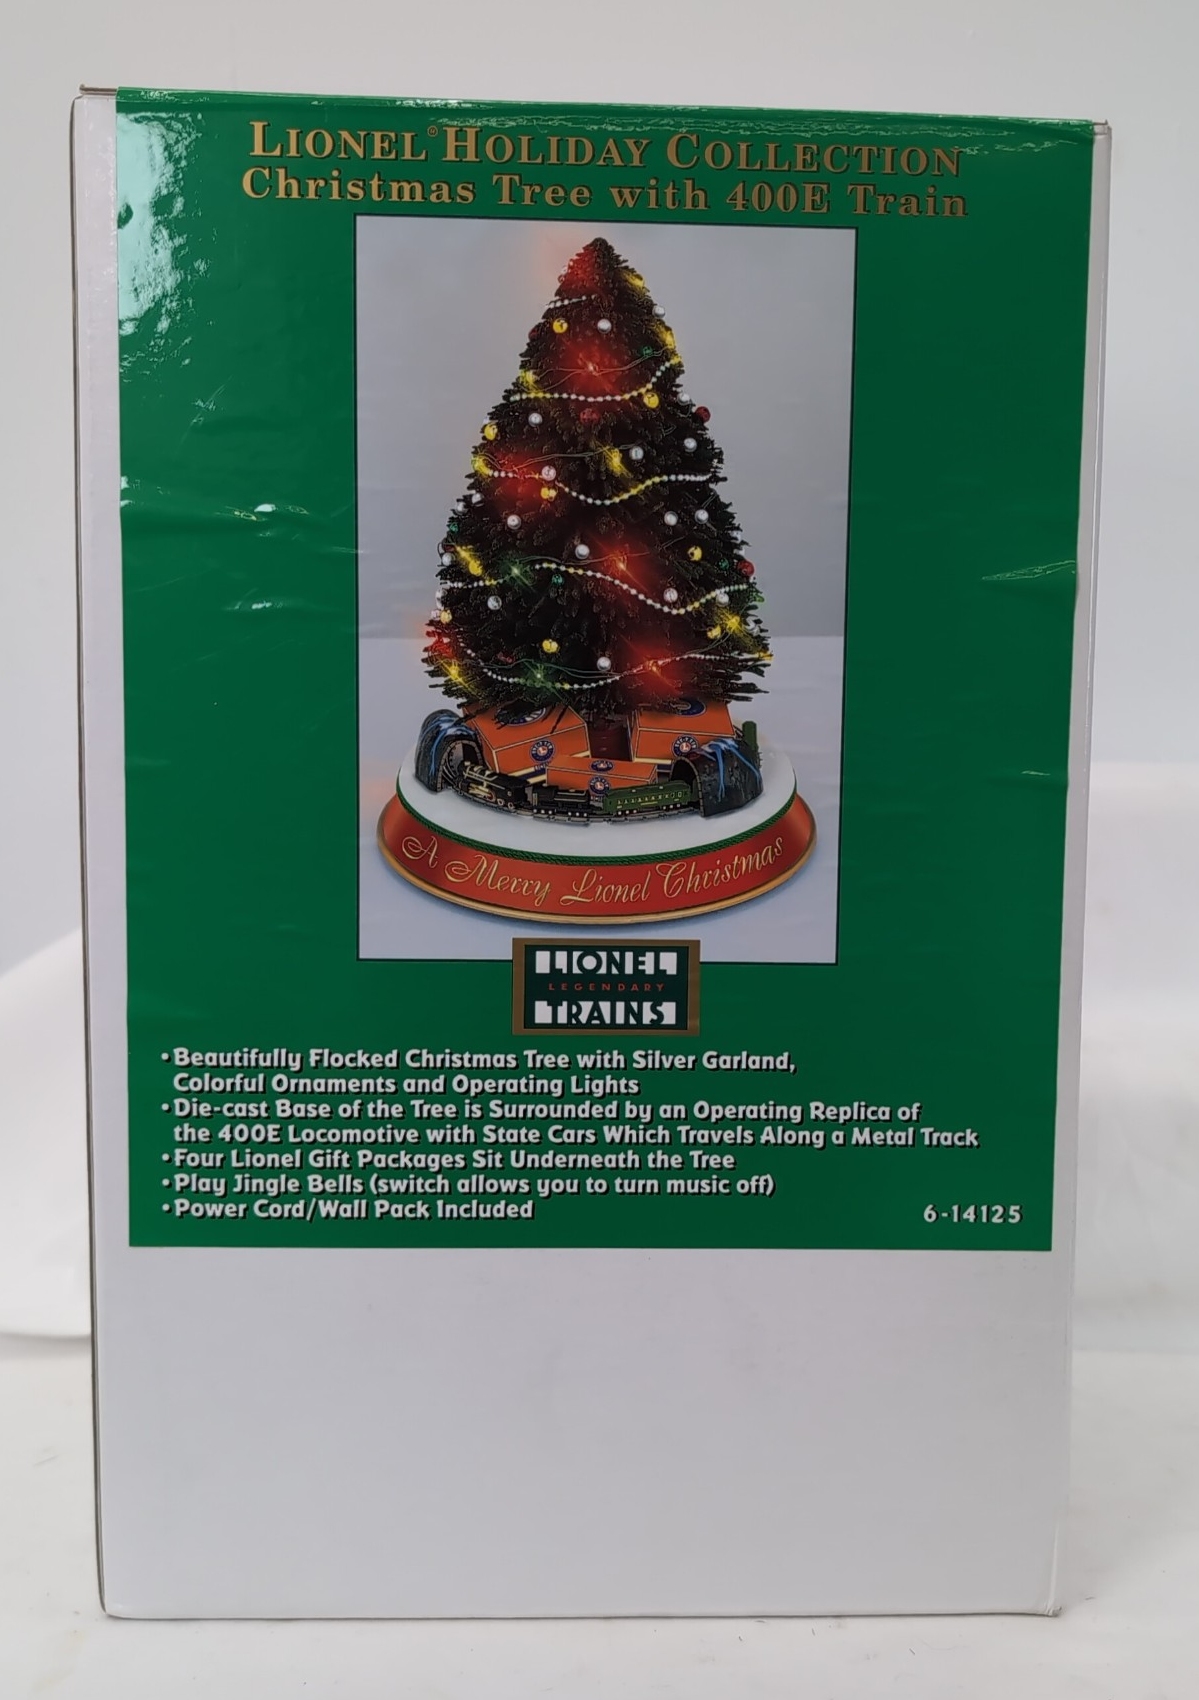 LIONEL® HOLIDAY COLLECTION
Christmas Tree with 400E Train
A Merry Lionel Christmas
LIONEL
LEGENDARY
TRAINS
•Beautifully Flocked Christmas Tree with Silver Garland,
Colorful Ornaments and Operating Lights
•Die-cast Base of the Tree is Surrounded by an Operating Replica of
the 400E Locomotive with State Cars Which Travels Along a Metal Track
•Four Lionel Gift Packages Sit Underneath the Tree
•Play Jingle Bells (switch allows you to turn music off)
•Power Cord/Wall Pack Included
6-14125